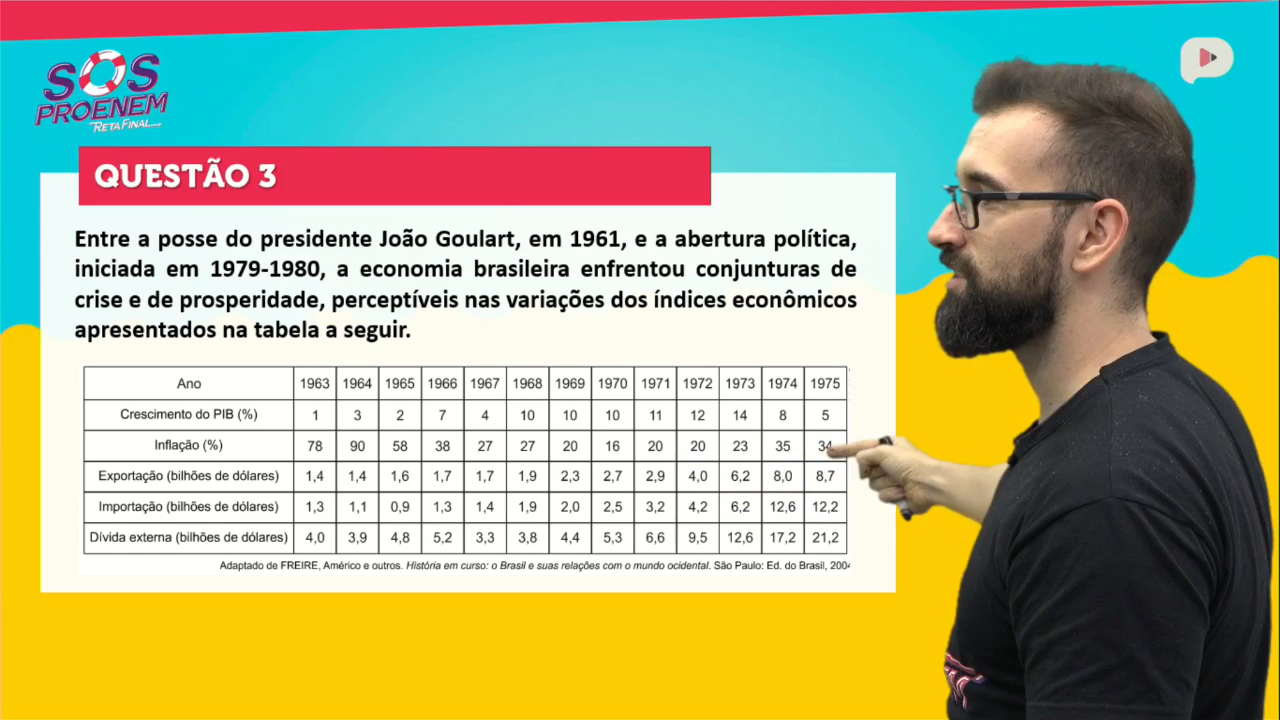 SOS
PROENEM
RETA FINAL
QUESTÃO 3
Entre a posse do presidente João Goulart, em 1961, e a abertura política,
iniciada em 1979-1980, a economia brasileira enfrentou conjunturas de
crise e de prosperidade, perceptíveis nas variações dos índices econômicos
apresentados na tabela a seguir.
Ano 1963 1964 1965 1966 1967 1968 1969 1970 1971 1972 1973 1974 1975
Crescimento do PIB (%) 1 3 2 7 4 10 10 10 11 12 14 8 5
Inflação (%) 78 90 58 38 27 27 20 16 20 20 23 35 34
Exportação (bilhões de dólares) 1,4 1,4 1,6 1,7 1,7 1,9 2,3 2,7 2,9 4,0 6,2 8,0 8,7
Importação (bilhões de dólares) 1,3 1,1 0,9 1,3 1,4 1,9 2,0 2,5 3,2 4,2 6,2 12,6 12,2
Dívida externa (bilhões de dólares) 4,0 3,9 4,8 5,2 3,3 3,8 4,4 5,3 6,6 9,5 12,6 17,2 21,2
Adaptado de FREIRE, Américo e outros. História em curso: o Brasil e suas relações com o mundo ocidental. São Paulo: Ed. do Brasil, 2004